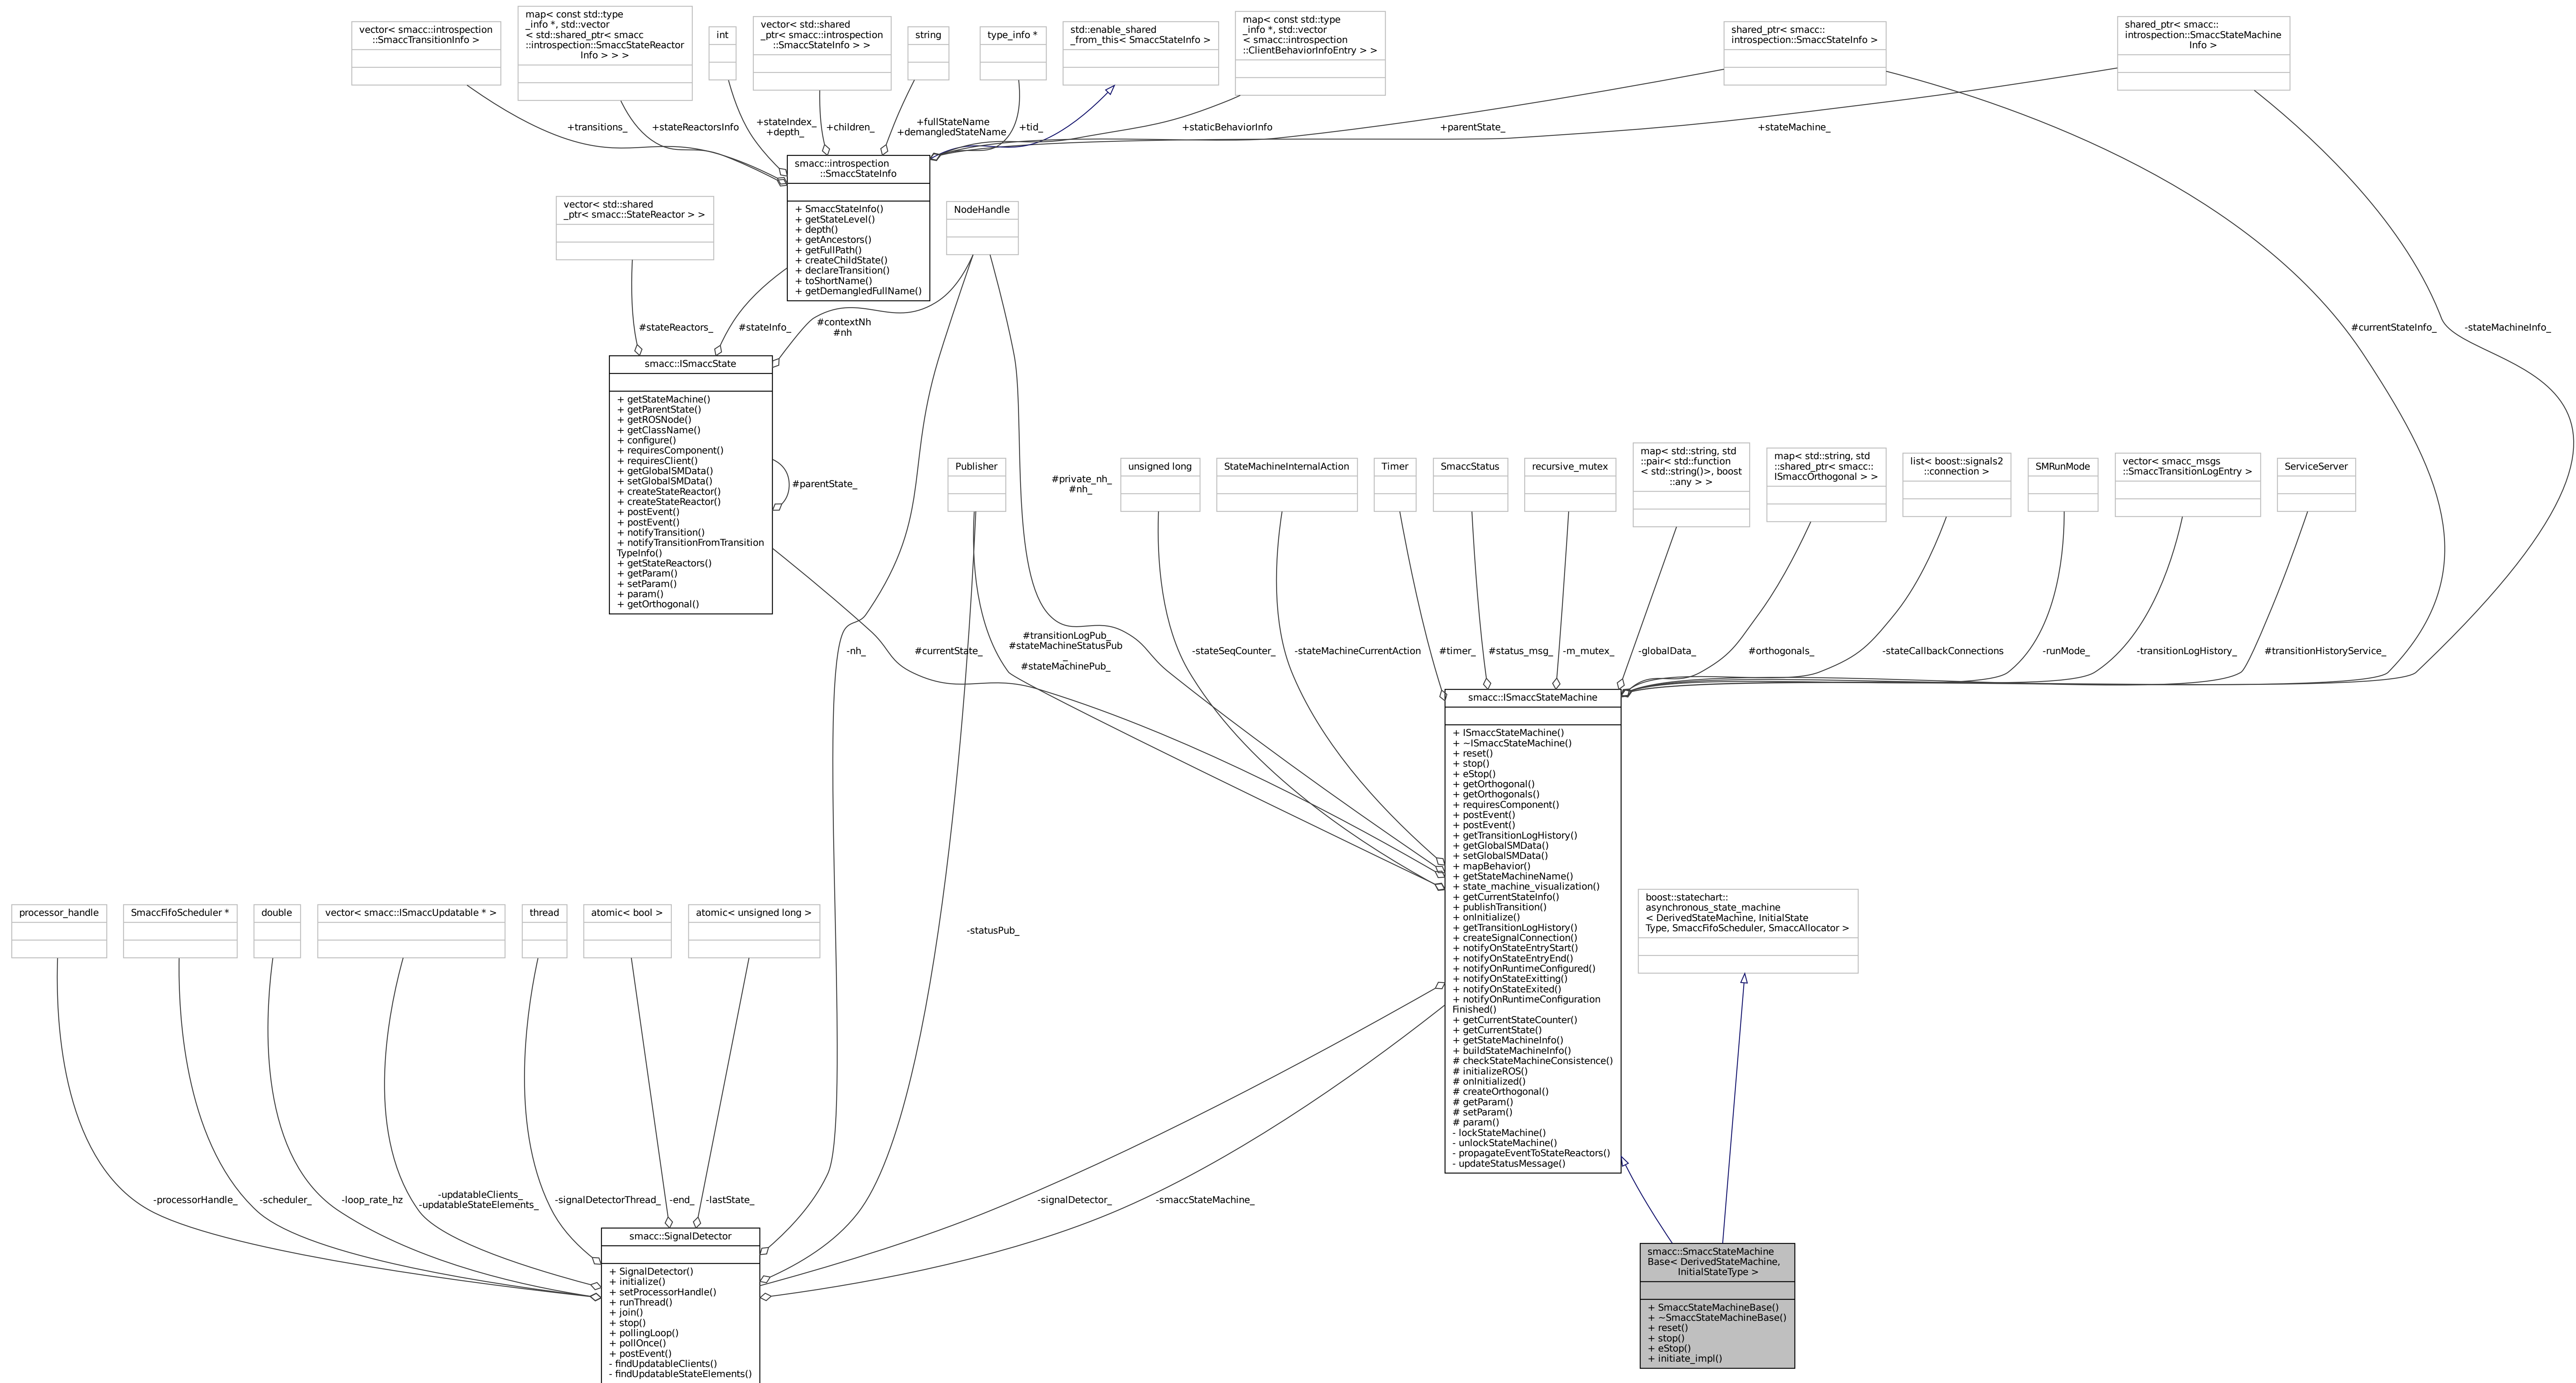 vector< smacc::introspection
::SmaccTransitionInfo >
map< const std::type
_info *, std::vector
< std::shared_ptr< smacc
::introspection::SmaccStateReactor
Info > > >
int
vector< std::shared
_ptr< smacc::introspection
::SmaccStateInfo > >
string
type_info *
std::enable_shared
_from_this< SmaccStateInfo >
map< const std::type
_info *, std::vector
< smacc::introspection
::ClientBehaviorInfoEntry > >
shared_ptr< smacc::
introspection::SmaccStateInfo >
shared_ptr< smacc::
introspection::SmaccStateMachine
Info >
+transitions_
+stateReactorsInfo
+stateIndex_
+depth_
+children_
+fullStateName
+demangledStateName
+tid_
+staticBehaviorInfo
+parentState_
+stateMachine_
smacc::introspection
::SmaccStateInfo
+ SmaccStateInfo()
+ getStateLevel()
+ depth()
+ getAncestors()
+ getFullPath()
+ createChildState()
+ declareTransition()
+ toShortName()
+ getDemangledFullName()
vector< std::shared
_ptr< smacc::StateReactor > >
NodeHandle
#stateReactors_
#stateInfo_
#contextNh
#nh
#currentStateInfo_
-stateMachineInfo_
smacc::ISmaccState
+ getStateMachine()
+ getParentState()
+ getROSNode()
+ getClassName()
+ configure()
+ requiresComponent()
+ requiresClient()
+ getGlobalSMData()
+ setGlobalSMData()
+ createStateReactor()
+ createStateReactor()
+ postEvent()
+ postEvent()
+ notifyTransition()
+ notifyTransitionFromTransition
TypeInfo()
+ getStateReactors()
+ getParam()
+ setParam()
+ param()
+ getOrthogonal()
#parentState_
Publisher
#private_nh_
#nh_
unsigned long
StateMachineInternalAction
Timer
SmaccStatus
recursive_mutex
map< std::string, std
::pair< std::function
< std::string()>, boost
::any > >
map< std::string, std
::shared_ptr< smacc::
ISmaccOrthogonal > >
list< boost::signals2
::connection >
SMRunMode
vector< smacc_msgs
::SmaccTransitionLogEntry >
ServiceServer
-nh_
#currentState_
#transitionLogPub_
#stateMachineStatusPub
_
#stateMachinePub_
-stateSeqCounter_
-stateMachineCurrentAction
#timer_
#status_msg_
-m_mutex_
-globalData_
#orthogonals_
-stateCallbackConnections
-runMode_
-transitionLogHistory_
#transitionHistoryService_
smacc::ISmaccStateMachine
+ ISmaccStateMachine()
+ ~ISmaccStateMachine()
+ reset()
+ stop()
+ eStop()
+ getOrthogonal()
+ getOrthogonals()
+ requiresComponent()
+ postEvent()
+ postEvent()
+ getTransitionLogHistory()
+ getGlobalSMData()
+ setGlobalSMData()
+ mapBehavior()
+ getStateMachineName()
+ state_machine_visualization()
+ getCurrentStateInfo()
+ publishTransition()
+ onInitialize()
+ getTransitionLogHistory()
+ createSignalConnection()
+ notifyOnStateEntryStart()
+ notifyOnStateEntryEnd()
+ notifyOnRuntimeConfigured()
+ notifyOnStateExitting()
+ notifyOnStateExited()
+ notifyOnRuntimeConfiguration
Finished()
+ getCurrentStateCounter()
+ getCurrentState()
+ getStateMachineInfo()
+ buildStateMachineInfo()
# checkStateMachineConsistence()
# initializeROS()
# onInitialized()
# createOrthogonal()
# getParam()
# setParam()
# param()
- lockStateMachine()
- unlockStateMachine()
- propagateEventToStateReactors()
- updateStatusMessage()
boost::statechart::
asynchronous_state_machine
< DerivedStateMachine, InitialState
Type, SmaccFifoScheduler, SmaccAllocator >
processor_handle
SmaccFifoScheduler *
double
vector< smacc::ISmaccUpdatable * >
thread
atomic< bool >
atomic< unsigned long >
-statusPub_
-processorHandle_
-scheduler_
-loop_rate_hz
-updatableClients_
-updatableStateElements_
-signalDetectorThread_
-end_
-lastState_
-signalDetector_
-smaccStateMachine_
smacc::SignalDetector
+ SignalDetector()
+ initialize()
+ setProcessorHandle()
+ runThread()
+ join()
+ stop()
+ pollingLoop()
+ pollOnce()
+ postEvent()
- findUpdatableClients()
- findUpdatableStateElements()
smacc::SmaccStateMachine
Base< DerivedStateMachine,
InitialStateType >
+ SmaccStateMachineBase()
+ ~SmaccStateMachineBase()
+ reset()
+ stop()
+ eStop()
+ initiate_impl()